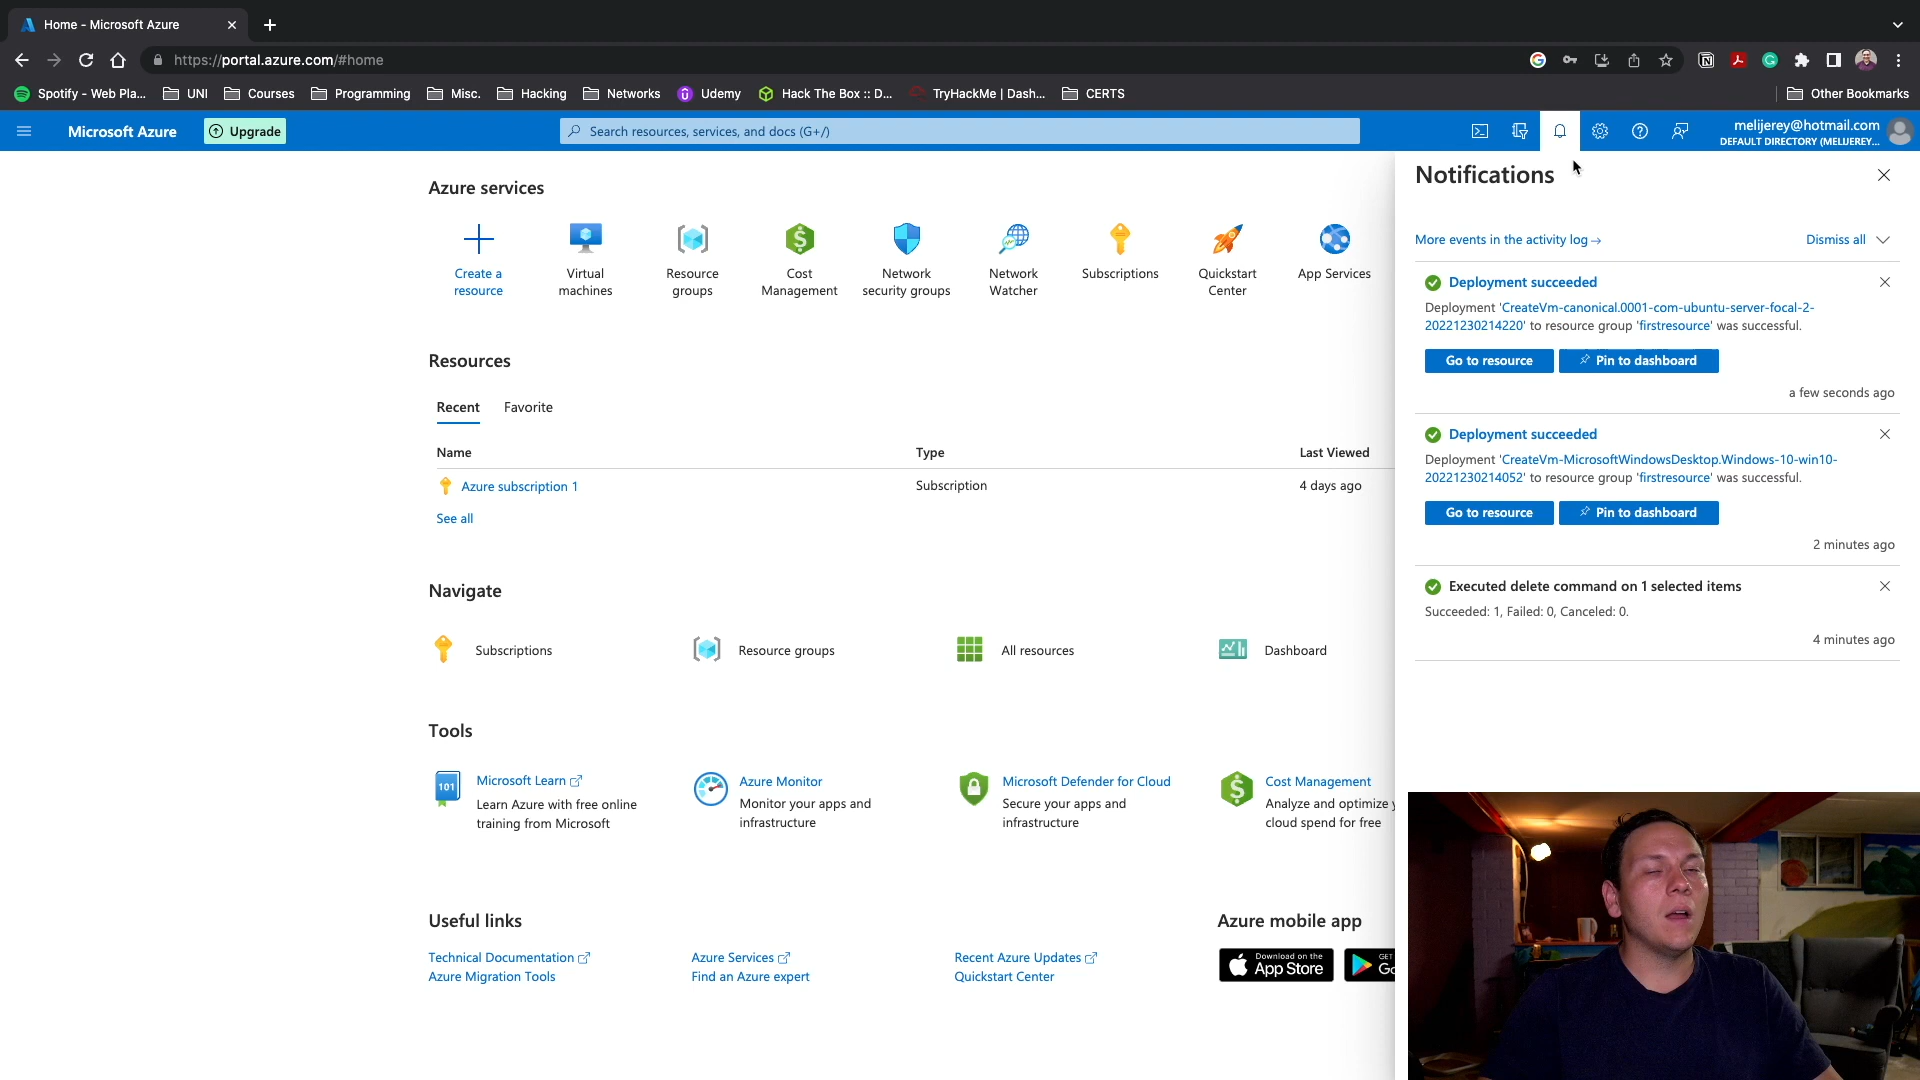 Home - Microsoft Azure
https://portal.azure.com/#home
Spotify - Web Pla...
UNI
Courses
Programming
Misc.
Hacking
Networks
Udemy
Hack The Box :: D...
TryHackMe | Dash...
CERTS
Other Bookmarks
Microsoft Azure
Upgrade
Search resources, services, and docs (G+/)
melijerey@hotmail.com
DEFAULT DIRECTORY (MELIJEREY...
Azure services
Create a
resource
Virtual
machines
Resource
groups
Cost
Management
Network
security groups
Network
Watcher
Subscriptions
Quickstart
Center
App Services
Resources
Recent
Favorite
Name
Type
Last Viewed
Azure subscription 1
Subscription
4 days ago
See all
Navigate
Subscriptions
Resource groups
All resources
Dashboard
Tools
101
Microsoft Learn
Learn Azure with free online
training from Microsoft
Azure Monitor
Monitor your apps and
infrastructure
Microsoft Defender for Cloud
Secure your apps and
infrastructure
Cost Management
Analyze and optimize
cloud spend for free
Useful links
Technical Documentation
Azure Migration Tools
Azure Services
Find an Azure expert
Recent Azure Updates
Quickstart Center
Azure mobile app
Download on the
App Store
GET
Notifications
More events in the activity log →
Dismiss all
Deployment succeeded
Deployment 'CreateVm-canonical.0001-com-ubuntu-server-focal-2-
20221230214220' to resource group 'firstresource' was successful.
Go to resource
Pin to dashboard
a few seconds ago
Deployment succeeded
Deployment 'CreateVm-MicrosoftWindowsDesktop.Windows-10-win10-
20221230214052' to resource group 'firstresource' was successful.
Go to resource
Pin to dashboard
2 minutes ago
Executed delete command on 1 selected items
Succeeded: 1, Failed: 0, Canceled: 0.
4 minutes ago